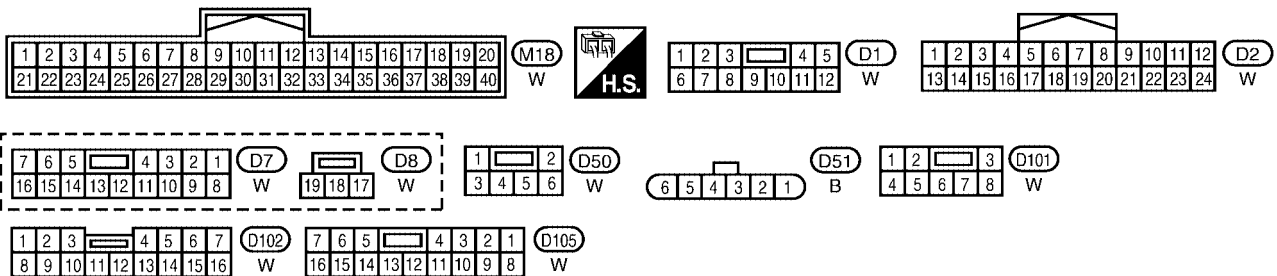 1 2 3 4 5 6 7 8 9 10 11 12 13 14 15 16 17 18 19 20 M18
21 22 23 24 25 26 27 28 29 30 31 32 33 34 35 36 37 38 39 40 W
H.S.
1 2 3 4 5 D1
6 7 8 9 10 11 12 W
1 2 3 4 5 6 7 8 9 10 11 12 D2
13 14 15 16 17 18 19 20 21 22 23 24 W
7 6 5 4 3 2 1 D7
16 15 14 13 12 11 10 9 8 W
D8
19 18 17 W
1 2 D50
3 4 5 6 W
6 5 4 3 2 1 D51
B
1 2 3 D101
4 5 6 7 8 W
1 2 3 4 5 6 7 D102
8 9 10 11 12 13 14 15 16 W
7 6 5 4 3 2 1 D105
16 15 14 13 12 11 10 9 8 W